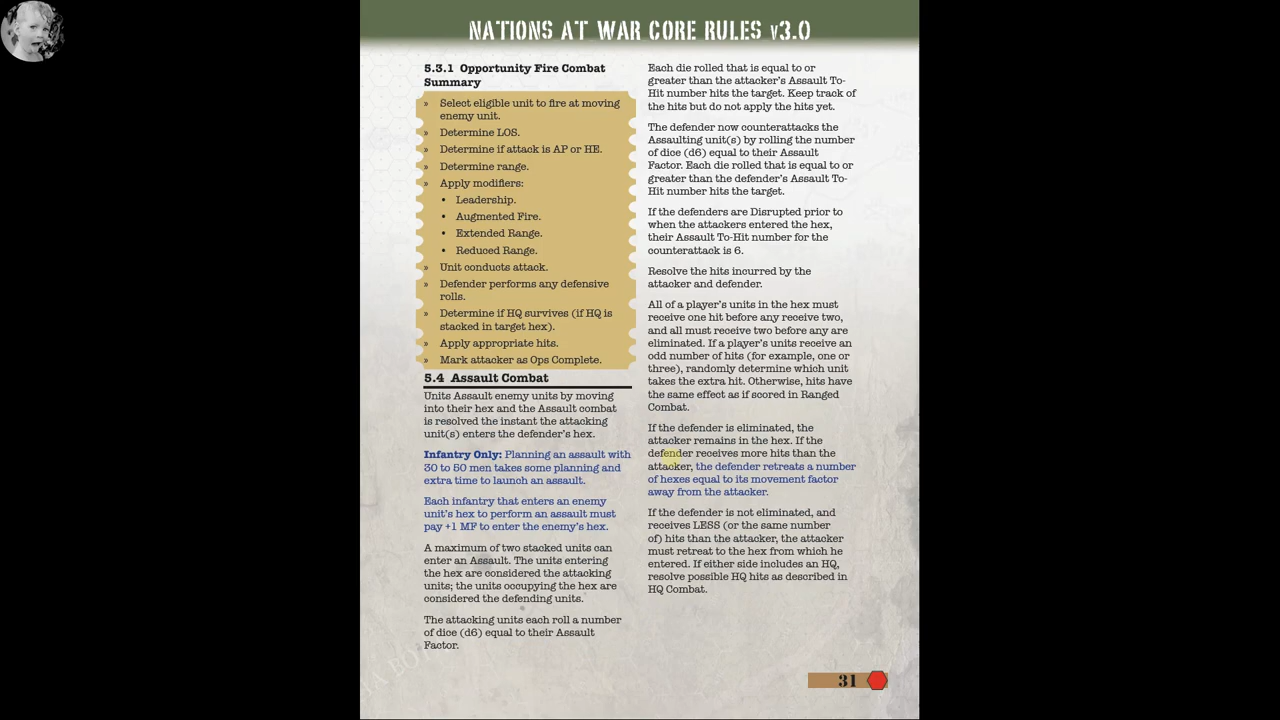 NATIONS AT WAR CORE RULES v3.0
5.3.1 Opportunity Fire Combat
Summary
» Select eligible unit to fire at moving
enemy unit.
» Determine LOS.
» Determine if attack is AP or HE.
» Determine range.
» Apply modifiers:
• Leadership.
• Augmented Fire.
• Extended Range.
• Reduced Range.
» Unit conducts attack.
» Defender performs any defensive
rolls.
» Determine if HQ survives (if HQ is
stacked in target hex).
» Apply appropriate hits.
» Mark attacker as Ops Complete.
5.4 Assault Combat
Units Assault enemy units by moving
into their hex and the Assault combat
is resolved the instant the attacking
unit(s) enters the defender's hex.
Infantry Only: Planning an assault with
30 to 50 men takes some planning and
extra time to launch an assault.
Each infantry that enters an enemy
unit's hex to perform an assault must
pay +1 MF to enter the enemy's hex.
A maximum of two stacked units can
enter an Assault. The units entering
the hex are considered the attacking
units; the units occupying the hex are
considered the defending units.
The attacking units each roll a number
of dice (d6) equal to their Assault
Factor.
Each die rolled that is equal to or
greater than the attacker's Assault To-
Hit number hits the target. Keep track of
the hits but do not apply the hits yet.
The defender now counterattacks the
Assaulting unit(s) by rolling the number
of dice (d6) equal to their Assault
Factor. Each die rolled that is equal to or
greater than the defender's Assault To-
Hit number hits the target.
If the defenders are Disrupted prior to
when the attackers entered the hex,
their Assault To-Hit number for the
counterattack is 6.
Resolve the hits incurred by the
attacker and defender.
All of a player's units in the hex must
receive one hit before any receive two,
and all must receive two before any are
eliminated. If a player's units receive an
odd number of hits (for example, one or
three), randomly determine which unit
takes the extra hit. Otherwise, hits have
the same effect as if scored in Ranged
Combat.
If the defender is eliminated, the
attacker remains in the hex. If the
defender receives more hits than the
attacker, the defender retreats a number
of hexes equal to its movement factor
away from the attacker.
If the defender is not eliminated, and
receives LESS (or the same number
of) hits than the attacker, the attacker
must retreat to the hex from which he
entered. If either side includes an HQ,
resolve possible HQ hits as described in
HQ Combat.
31